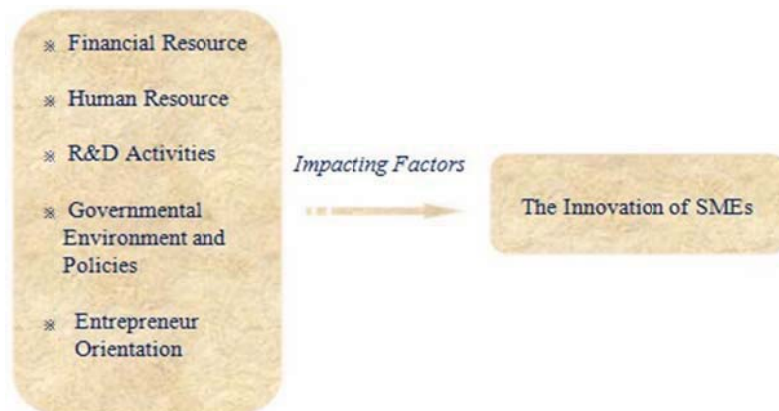 ※ Financial Resource
※ Human Resource
※ R&D Activities
※ Governmental
Environment and
Policies
※ Entrepreneur
Orientation
Impacting Factors
The Innovation of SMEs